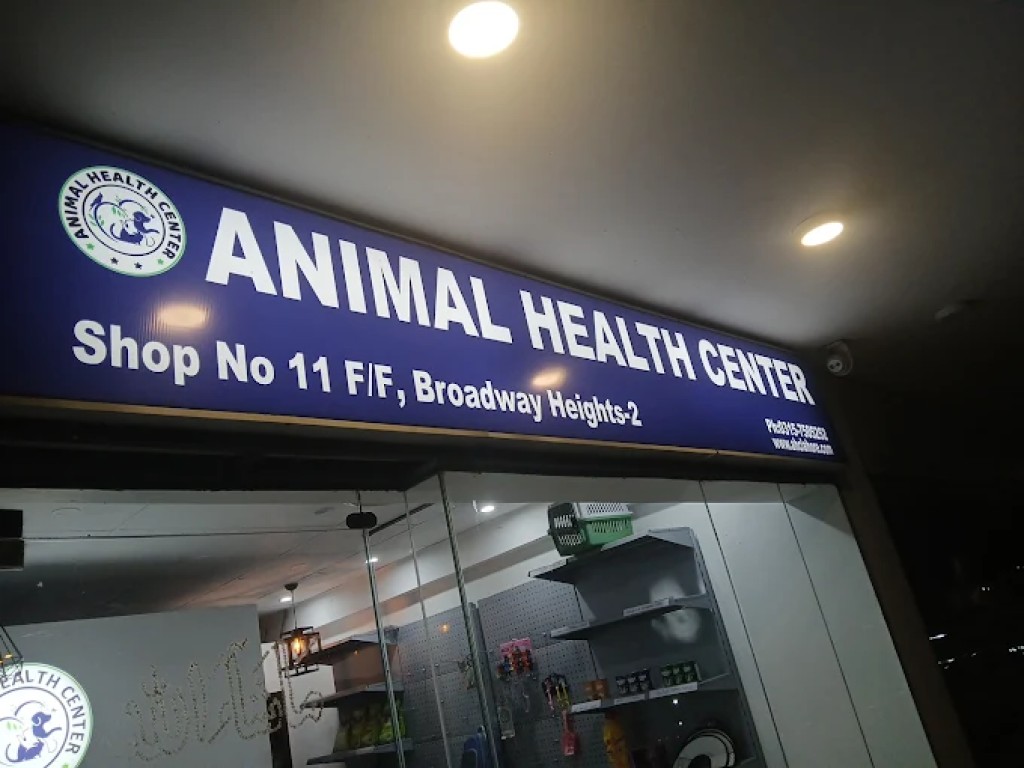 ANIMAL HEALTH CENTER
ANIMAL HEALTH CENTER
Shop No 11 F/F, Broadway Heights-2
HEALTH CENTER